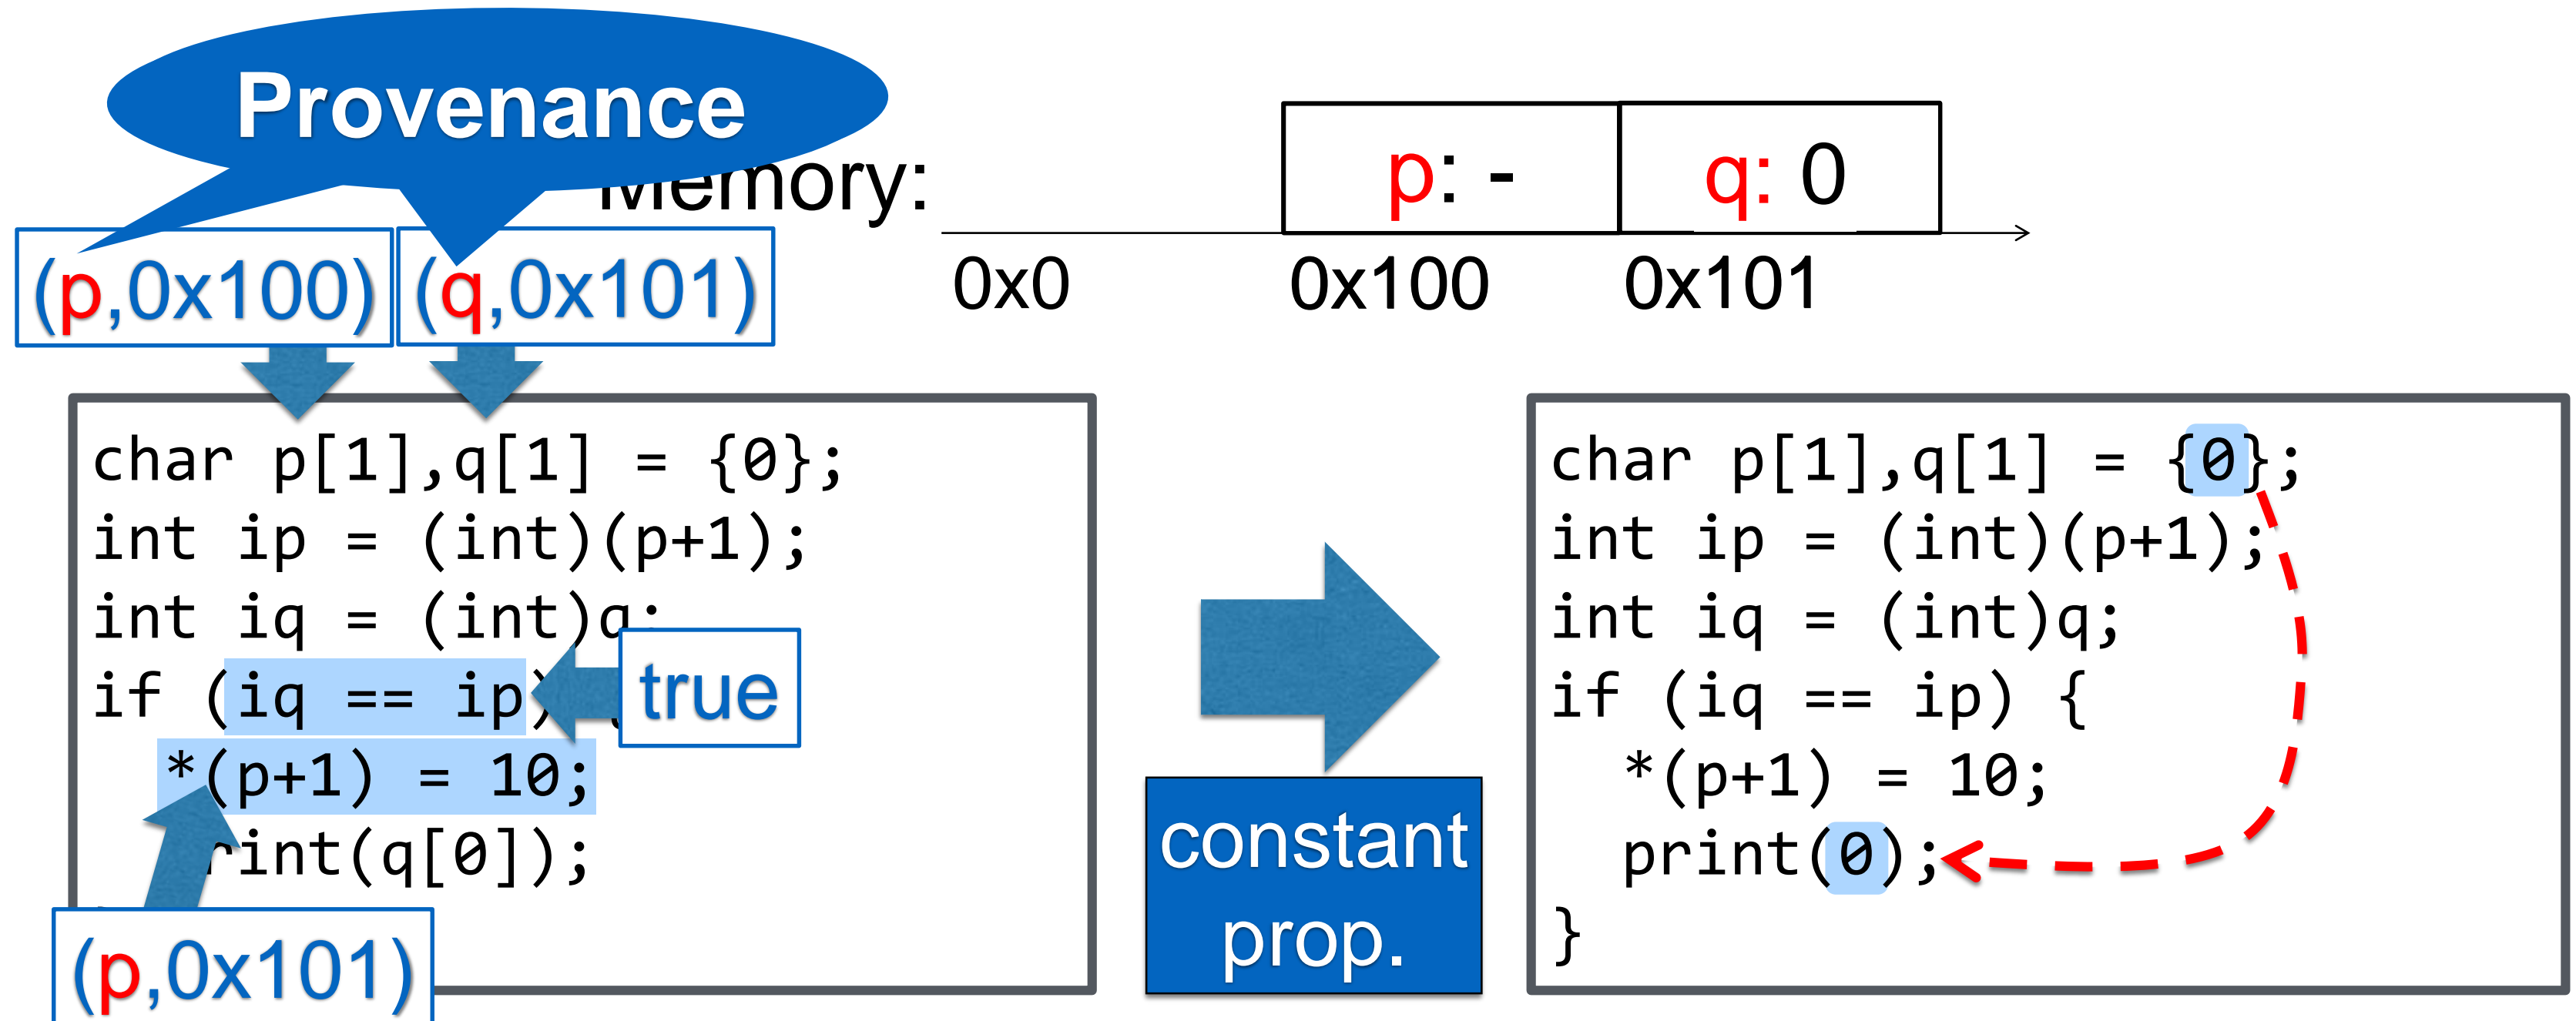 Provenance
Memory:
p: -
q: 0
0x0
0x100
0x101
(p,0x100)
(q,0x101)
char p[1],q[1] = {0};
int ip = (int)(p+1);
int iq = (int)q;
if (iq == ip) {
true
*(p+1) = 10;
print(q[0]);
(p,0x101)
constant
prop.
char p[1],q[1] = {0};
int ip = (int)(p+1);
int iq = (int)q;
if (iq == ip) {
*(p+1) = 10;
print(0);
}